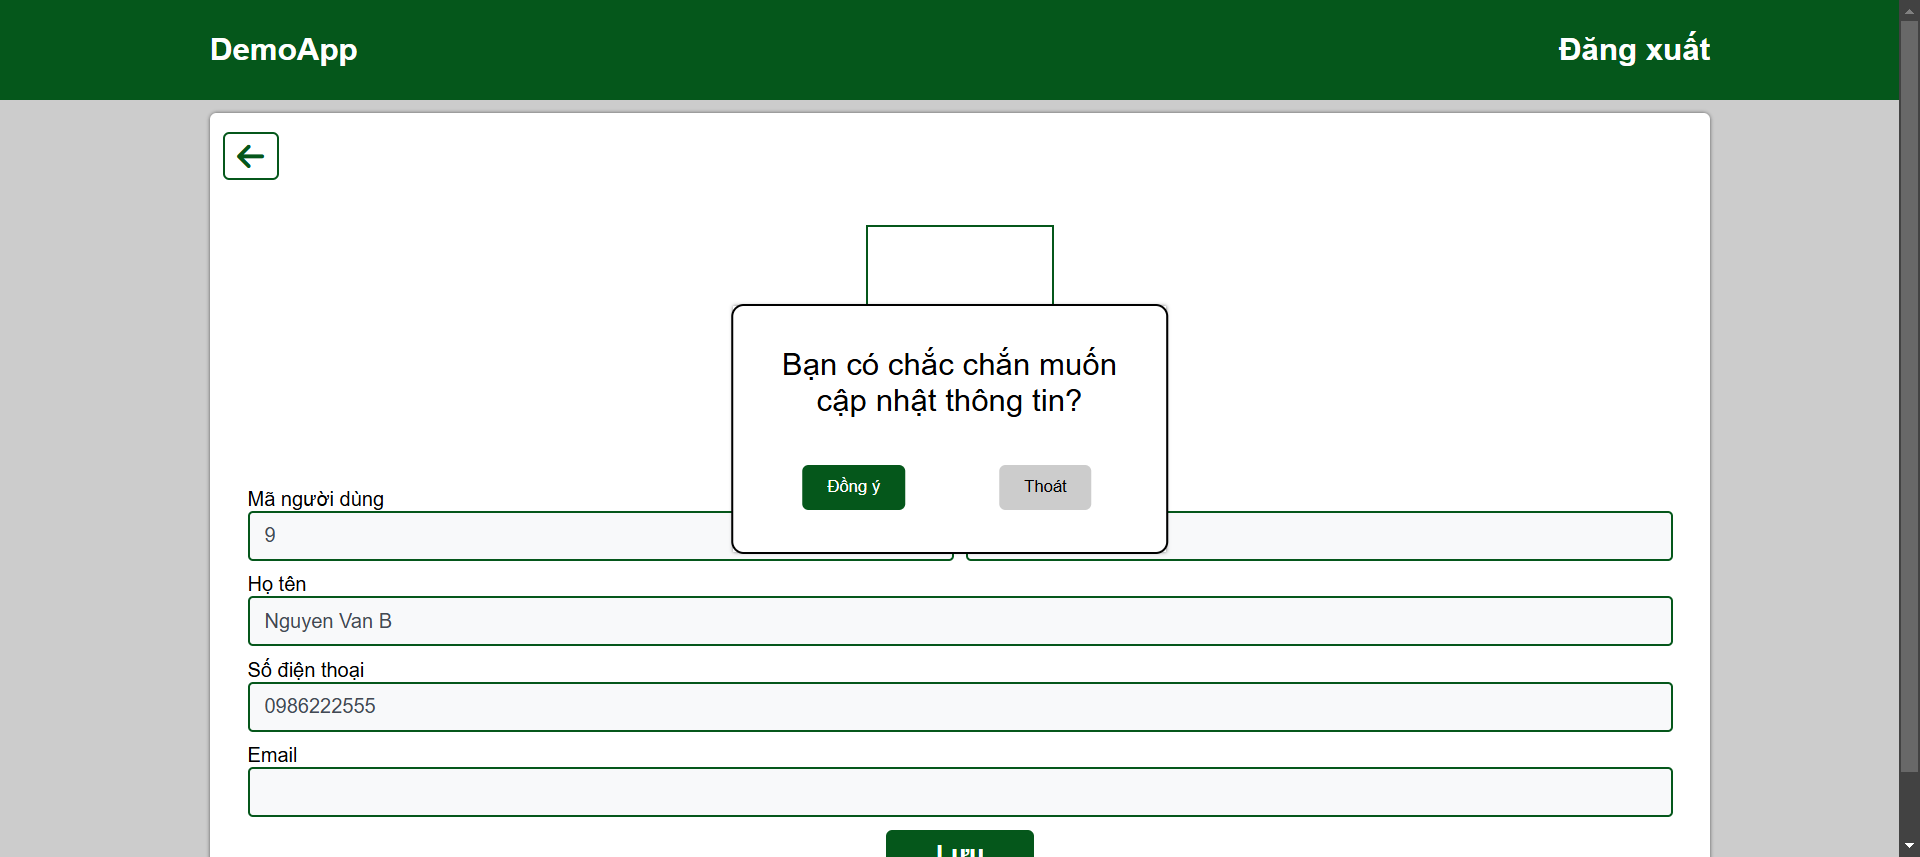 DemoApp
Đăng xuất
Bạn có chắc chắn muốn
cập nhật thông tin?
Đồng ý
Thoát
Mã người dùng
9
Họ tên
Nguyen Van B
Số điện thoại
0986222555
Email
Lưu